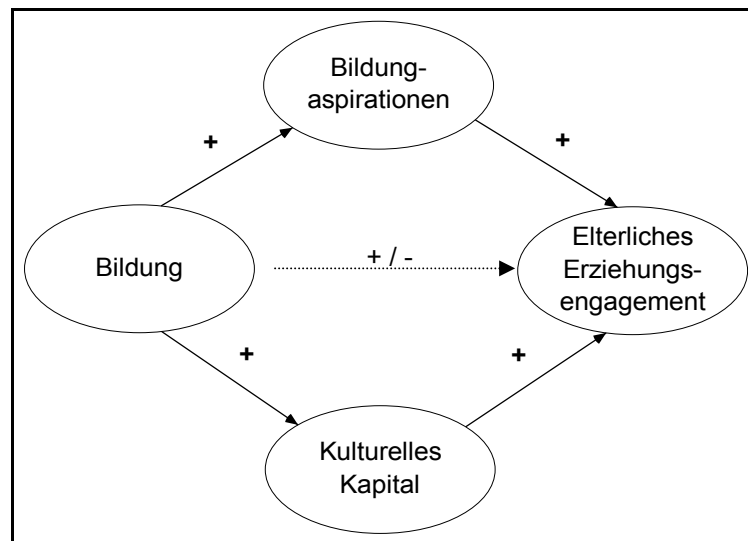 Bildung-
aspirationen
+
+
Bildung
+ / -
Elterliches
Erziehungs-
engagement
+
+
Kulturelles
Kapital